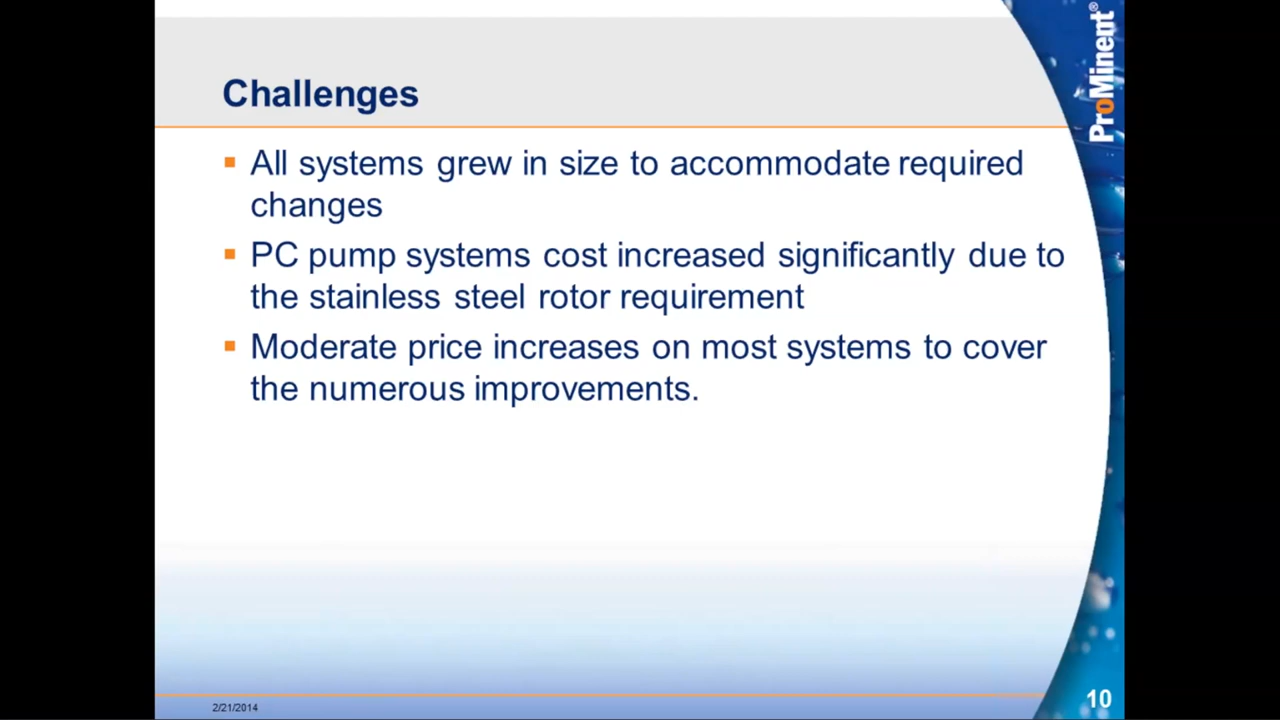 Challenges
All systems grew in size to accommodate required
changes
PC pump systems cost increased significantly due to
the stainless steel rotor requirement
Moderate price increases on most systems to cover
the numerous improvements.
ProMinent®
2/21/2014
10